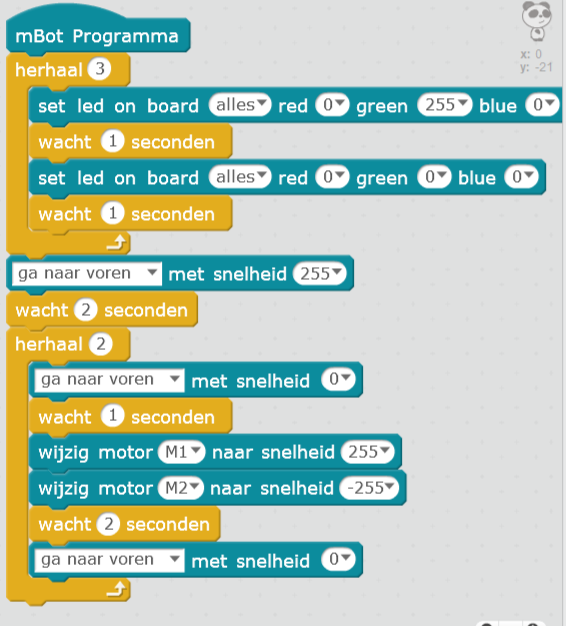 mBot Programma
x: 0
y: -21
herhaal 3
set led on board alles red 0 green 255 blue 0
wacht 1 seconden
set led on board alles red 0 green 0 blue 0
wacht 1 seconden
ga naar voren met snelheid 255
wacht 2 seconden
herhaal 2
ga naar voren met snelheid 0
wacht 1 seconden
wijzig motor M1 naar snelheid 255
wijzig motor M2 naar snelheid -255
wacht 2 seconden
ga naar voren met snelheid 0